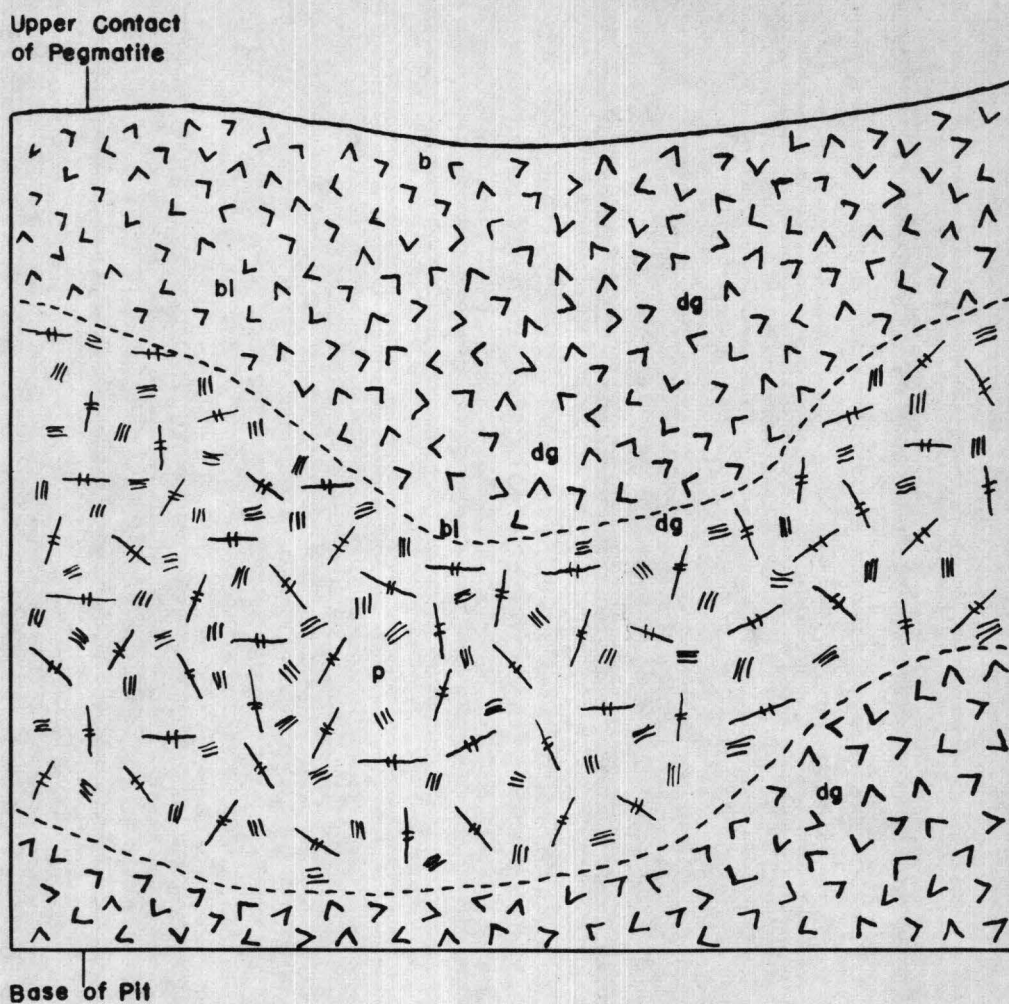 Upper Contact
of Pegmatite
b
bl
dg
dg
bl
dg
p
dg
Base of Pit